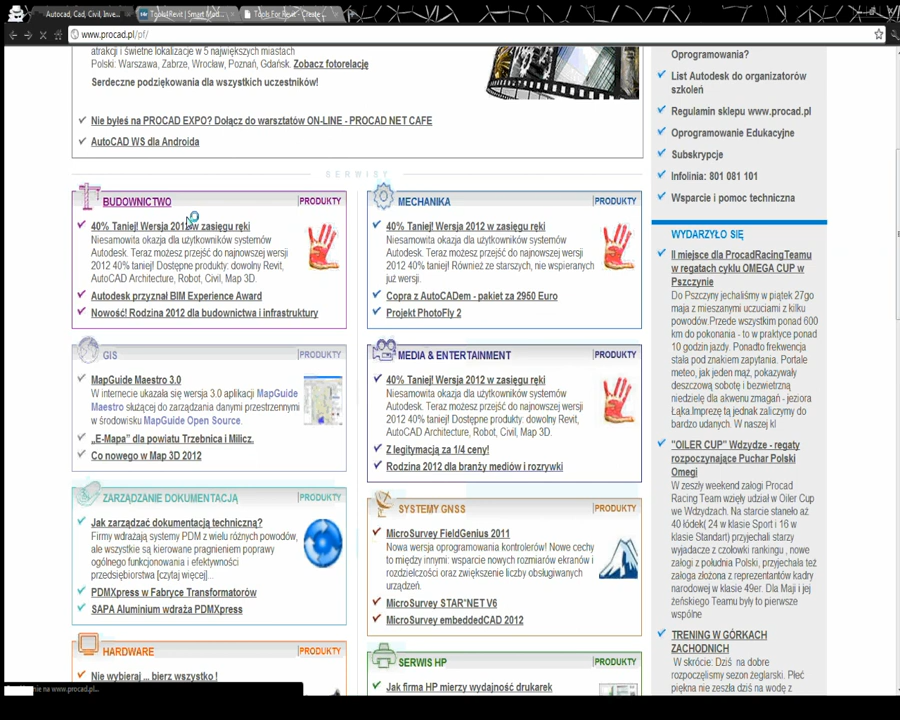 Autocad, Cad, Civil, Inve...
Tools4Revit | Smart Mod...
Tools For Revit - Create ...
www.procad.pl/pf/
atrakcji i świetne lokalizacje w 5 największych miastach
Polski: Warszawa, Zabrze, Wrocław, Poznań, Gdańsk. Zobacz fotorelację
Serdeczne podziękowania dla wszystkich uczestników!
Nie byłeś na PROCAD EXPO? Dołącz do warsztatów ON-LINE - PROCAD NET CAFE
AutoCAD WS dla Androida
SERWISY
BUDOWNICTWO
PRODUKTY
40% Taniej! Wersja 2012 w zasięgu ręki
Niesamowita okazja dla użytkowników systemów
Autodesk. Teraz możesz przejść do najnowszej wersji
2012 40% taniej! Dostępne produkty: dowolny Revit,
AutoCAD Architecture, Robot, Civil, Map 3D.
Autodesk przyznał BIM Experience Award
Nowość! Rodzina 2012 dla budownictwa i infrastruktury
MECHANIKA
PRODUKTY
40% Taniej! Wersja 2012 w zasięgu ręki
Niesamowita okazja dla użytkowników systemów
Autodesk. Teraz możesz przejść do najnowszej wersji
2012 40% taniej! Również ze starszych, nie wspieranych
już wersji.
Copra z AutoCADem - pakiet za 2950 Euro
Projekt PhotoFly 2
GIS
PRODUKTY
MapGuide Maestro 3.0
W internecie ukazała się wersja 3.0 aplikacji MapGuide
Maestro służącej do zarządzania danymi przestrzennymi
w środowisku MapGuide Open Source.
„E-Mapa” dla powiatu Trzebnica i Milicz.
Co nowego w Map 3D 2012
MEDIA & ENTERTAINMENT
PRODUKTY
40% Taniej! Wersja 2012 w zasięgu ręki
Niesamowita okazja dla użytkowników systemów
Autodesk. Teraz możesz przejść do najnowszej wersji
2012 40% taniej! Dostępne produkty: dowolny Revit,
AutoCAD Architecture, Robot, Civil, Map 3D.
Z legitymacją za 1/4 ceny!
Rodzina 2012 dla branży mediów i rozrywki
ZARZĄDZANIE DOKUMENTACJĄ
PRODUKTY
Jak zarządzać dokumentacją techniczną?
Firmy wdrażają systemy PDM z wielu różnych powodów,
ale wszystkie są kierowane pragnieniem poprawy
ogólnego funkcjonowania i efektywności
przedsiębiorstwa [czytaj więcej]...
PDMXpress w Fabryce Transformatorów
SAPA Aluminium wdraża PDMXpress
SYSTEMY GNSS
PRODUKTY
MicroSurvey FieldGenius 2011
Nowa wersja oprogramowania kontrolerów! Nowe cechy
to między innymi: wsparcie nowych rozmiarów ekranów i
rozdzielczości oraz zwiększenie liczby obsługiwanych
urządzeń.
MicroSurvey STAR*NET V6
MicroSurvey embeddedCAD 2012
HARDWARE
PRODUKTY
Nie wybieraj ... bierz wszystko !
SERWIS HP
PRODUKTY
Jak firma HP mierzy wydajność drukarek
Oprogramowania?
List Autodesk do organizatorów
szkoleń
Regulamin sklepu www.procad.pl
Oprogramowanie Edukacyjne
Subskrypcje
Infolinia: 801 081 101
Wsparcie i pomoc techniczna
WYDARZYŁO SIĘ
II miejsce dla ProcadRacingTeamu
w regatach cyklu OMEGA CUP w
Pszczynie
Do Pszczyny jechaliśmy w piątek 27go
maja z mieszanymi uczuciami z kilku
powodów.Przede wszystkim ponad 600
km do pokonania - to w praktyce ponad
10 godzin jazdy. Ponadto frekwencja
stała pod znakiem zapytania. Portale
meteo, jak jeden mąż, pokazywały
deszczową sobotę i bezwietrzną
niedzielę dla akwenu zmagań - jeziora
Łąka.Imprezę tą jednak zaliczymy do
bardzo udanych. W naszej kl
"OILER CUP" Wdzydze - regaty
rozpoczynające Puchar Polski
Omegi
W zeszły weekend załogi Procad
Racing Team wzięły udział w Oiler Cup
we Wdzydzach. Na starcie staneło aż
40 łódek( 24 w klasie Sport i 16 w
klasie Standart) przyjechali starzy
wyjadacze z czołówki rankingu , nowe
załogi z południa Polski, przyjechała też
załoga złożona z reprezentantów kadry
narodowej w klasie 49er. Dla Maji i jej
żeńskiego Teamu były to pierwsze
wspólne
TRENING W GÓRKACH
ZACHODNICH
W skrócie: Dziś na dobre
rozpoczęliśmy sezon żeglarski. Płeć
piękna nie zeszła dziś na wodę z
na www.procad.pl...